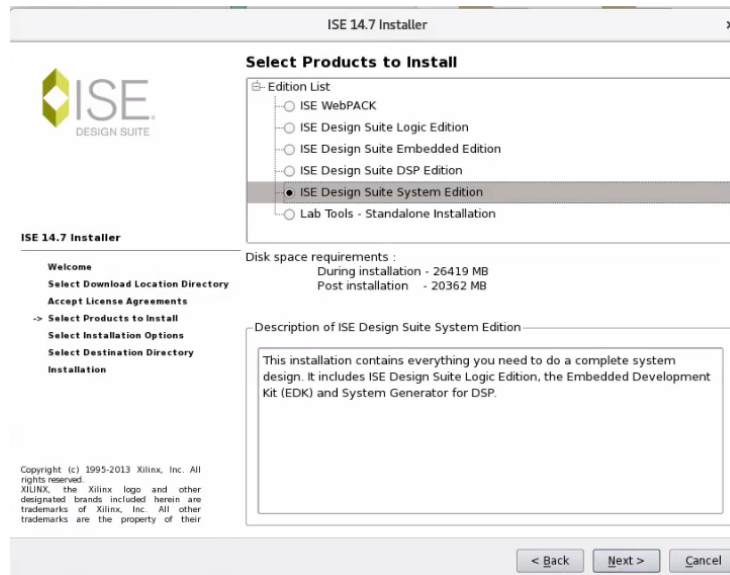 ISE 14.7 Installer
Select Products to Install
Edition List
ISE WebPACK
ISE Design Suite Logic Edition
ISE Design Suite Embedded Edition
ISE Design Suite DSP Edition
ISE Design Suite System Edition
Lab Tools - Standalone Installation
ISE
DESIGN SUITE
ISE 14.7 Installer
Welcome
Select Download Location Directory
Accept License Agreements
-> Select Products to Install
Select Installation Options
Select Destination Directory
Installation
Disk space requirements :
During installation - 26419 MB
Post installation - 20362 MB
Description of ISE Design Suite System Edition
This installation contains everything you need to do a complete system
design. It includes ISE Design Suite Logic Edition, the Embedded Development
Kit (EDK) and System Generator for DSP.
Copyright (c) 1995-2013 Xilinx, Inc. All
rights reserved.
XILINX, the Xilinx logo and other
designated brands included herein are
trademarks of Xilinx, Inc. All other
trademarks are the property of their
< Back
Next >
Cancel